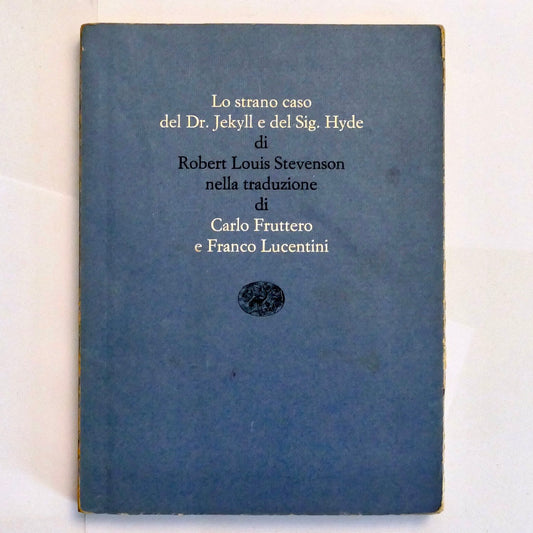 Lo strano caso
del Dr. Jekyll e del Sig. Hyde
di
Robert Louis Stevenson
nella traduzione
di
Carlo Fruttero
e Franco Lucentini